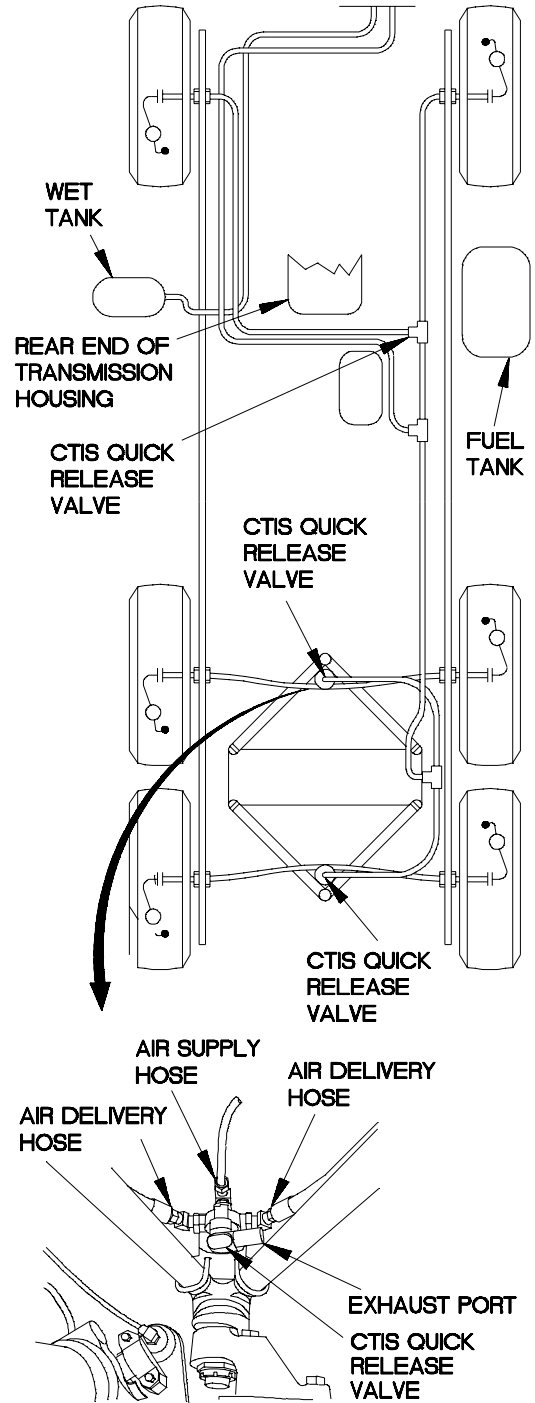 WET
TANK
REAR END OF
TRANSMISSION
HOUSING
CTIS QUICK
RELEASE
VALVE
FUEL
TANK
CTIS QUICK
RELEASE
VALVE
CTIS QUICK
RELEASE
VALVE
AIR SUPPLY
HOSE
AIR DELIVERY
HOSE
AIR DELIVERY
HOSE
EXHAUST PORT
CTIS QUICK
RELEASE
VALVE